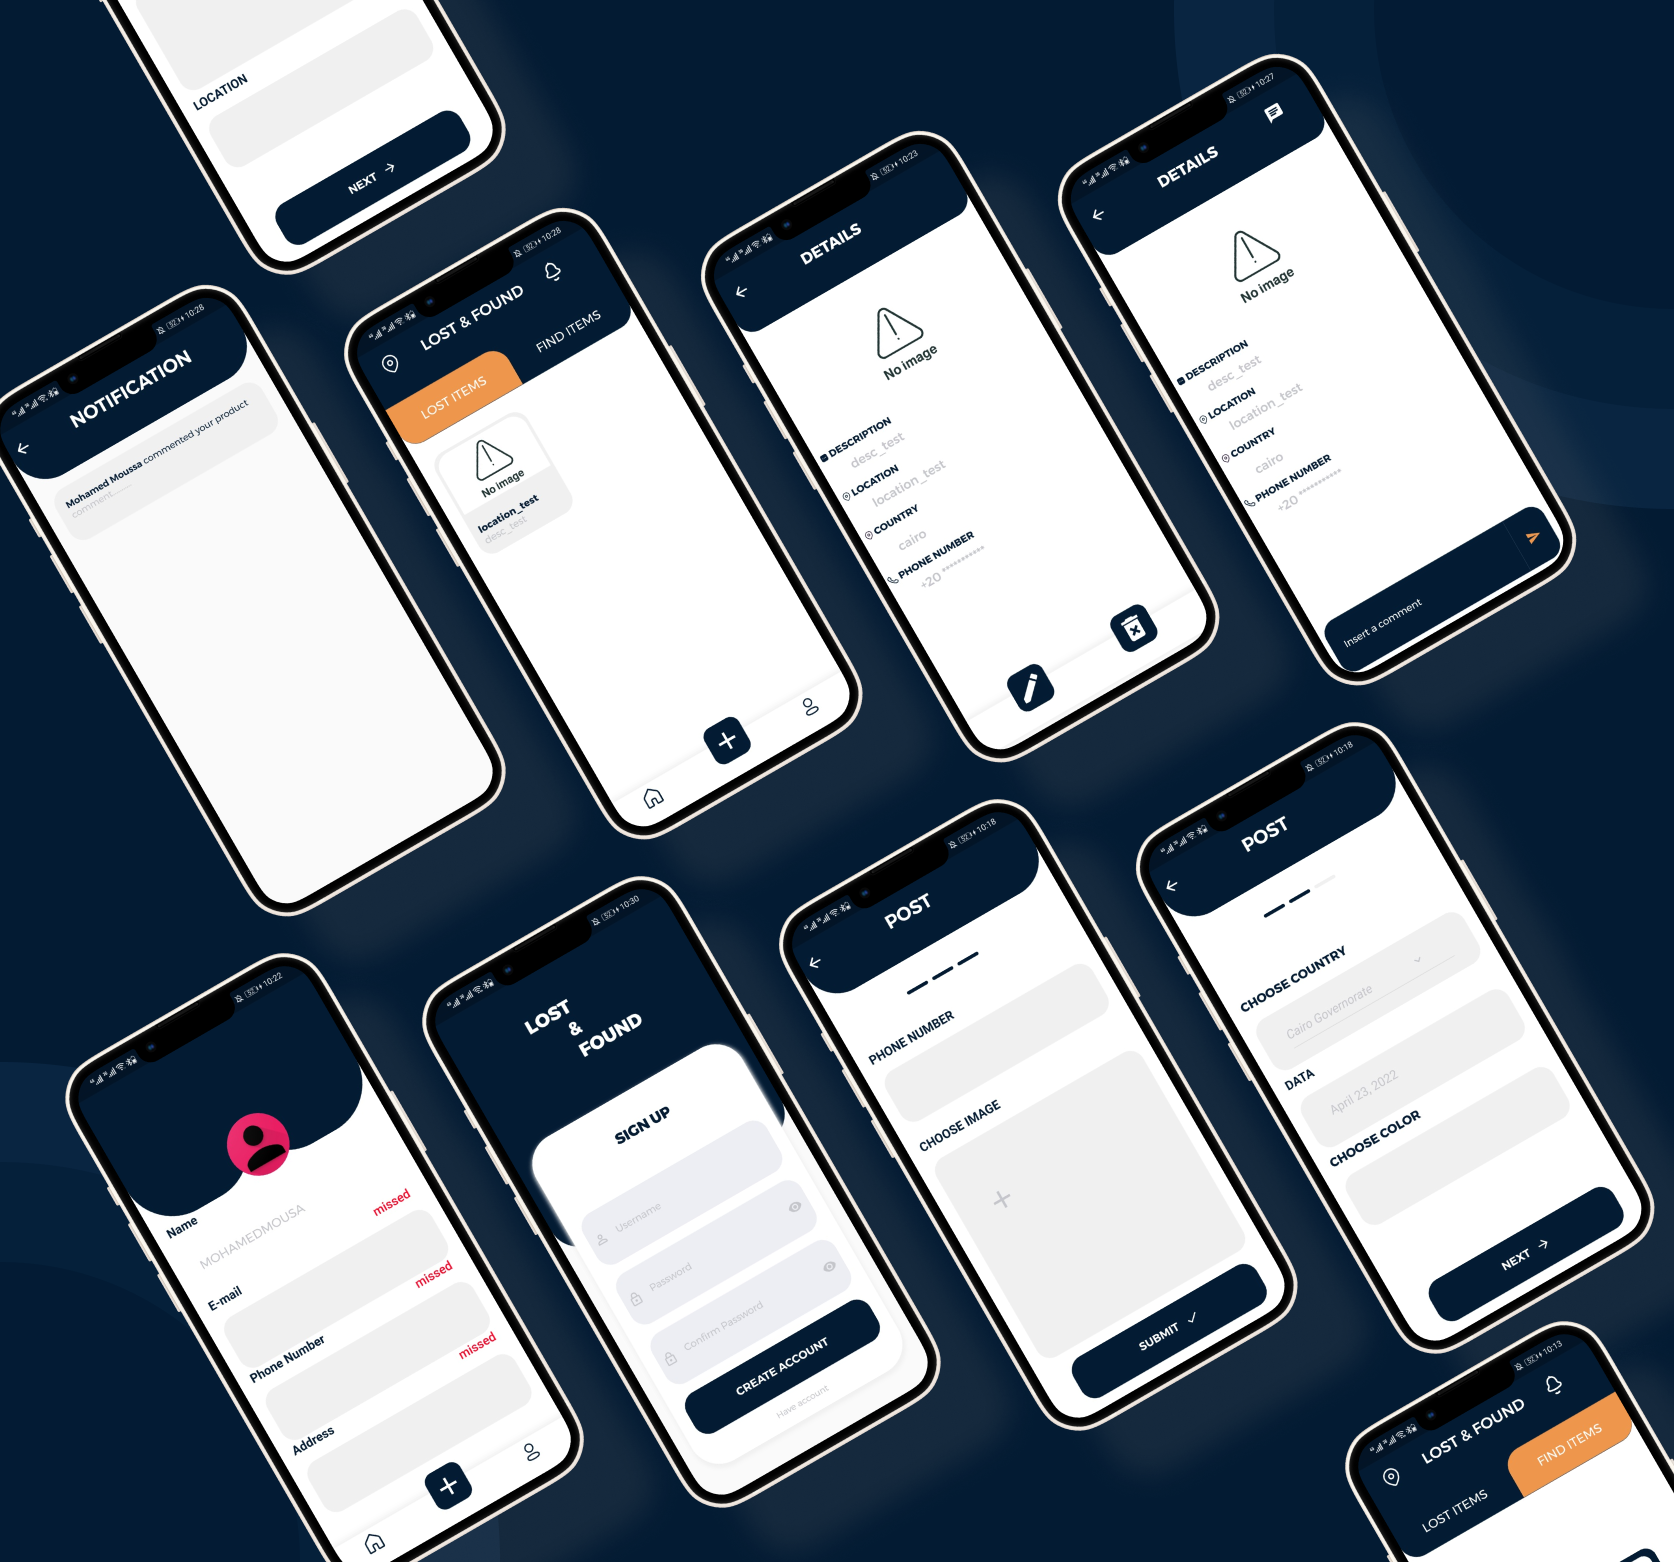 LOCATION
NEXT
10:28
NOTIFICATION
Mohamed Moussa commented your product
comment......
10:28
LOST & FOUND
LOST ITEMS
FIND ITEMS
No image
location_test
desc_test
10:23
DETAILS
No image
DESCRIPTION
desc_test
LOCATION
location_test
COUNTRY
cairo
PHONE NUMBER
+20 ***********
10:27
DETAILS
No image
DESCRIPTION
desc_test
LOCATION
location_test
COUNTRY
cairo
PHONE NUMBER
+20 ***********
Insert a comment
10:22
Name
MOHAMEDMOUSA
missed
E-mail
missed
Phone Number
missed
Address
10:30
LOST
&
FOUND
SIGN UP
Username
Password
Confirm Password
CREATE ACCOUNT
Have account
10:18
POST
PHONE NUMBER
CHOOSE IMAGE
SUBMIT
10:18
POST
CHOOSE COUNTRY
Cairo Governorate
DATA
April 23, 2022
CHOOSE COLOR
NEXT
10:13
LOST & FOUND
LOST ITEMS
FIND ITEMS